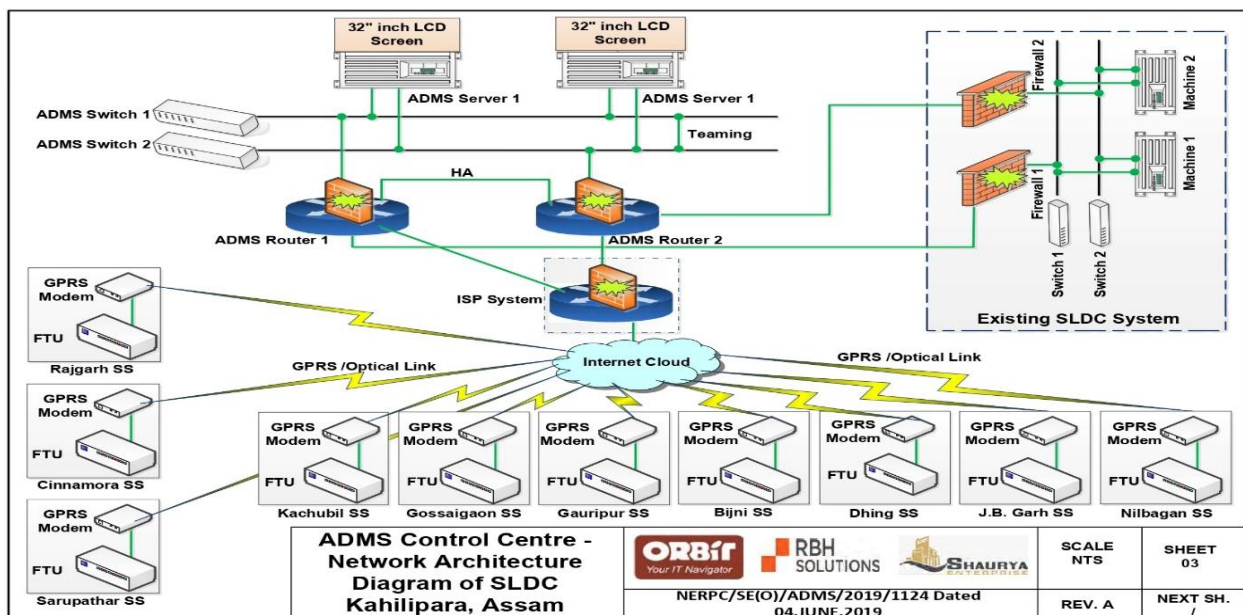 32" inch LCD
Screen
32" inch LCD
Screen
ADMS Server 1
ADMS Server 1
ADMS Switch 1
ADMS Switch 2
Teaming
HA
ADMS Router 1
ADMS Router 2
ISP System
Firewall 2
Firewall 1
Machine 2
Machine 1
Switch 1
Switch 2
Existing SLDC System
Internet Cloud
GPRS /Optical Link
GPRS /Optical Link
GPRS
Modem
FTU
Rajgarh SS
GPRS
Modem
FTU
Cinnamora SS
GPRS
Modem
FTU
Sarupathar SS
GPRS
Modem
FTU
Kachubil SS
GPRS
Modem
FTU
Gossaigaon SS
GPRS
Modem
FTU
Gauripur SS
GPRS
Modem
FTU
Bijni SS
GPRS
Modem
FTU
Dhing SS
GPRS
Modem
FTU
J.B. Garh SS
GPRS
Modem
FTU
Nilbagan SS
ADMS Control Centre -
Network Architecture
Diagram of SLDC
Kahilipara, Assam
ORBIT
Your IT Navigator
RBH
SOLUTIONS
SHAURYA
ENTERPRISE
NERPC/SE(O)/ADMS/2019/1124 Dated
04.JUNE.2019
SCALE
NTS
SHEET
03
REV. A
NEXT SH.
/